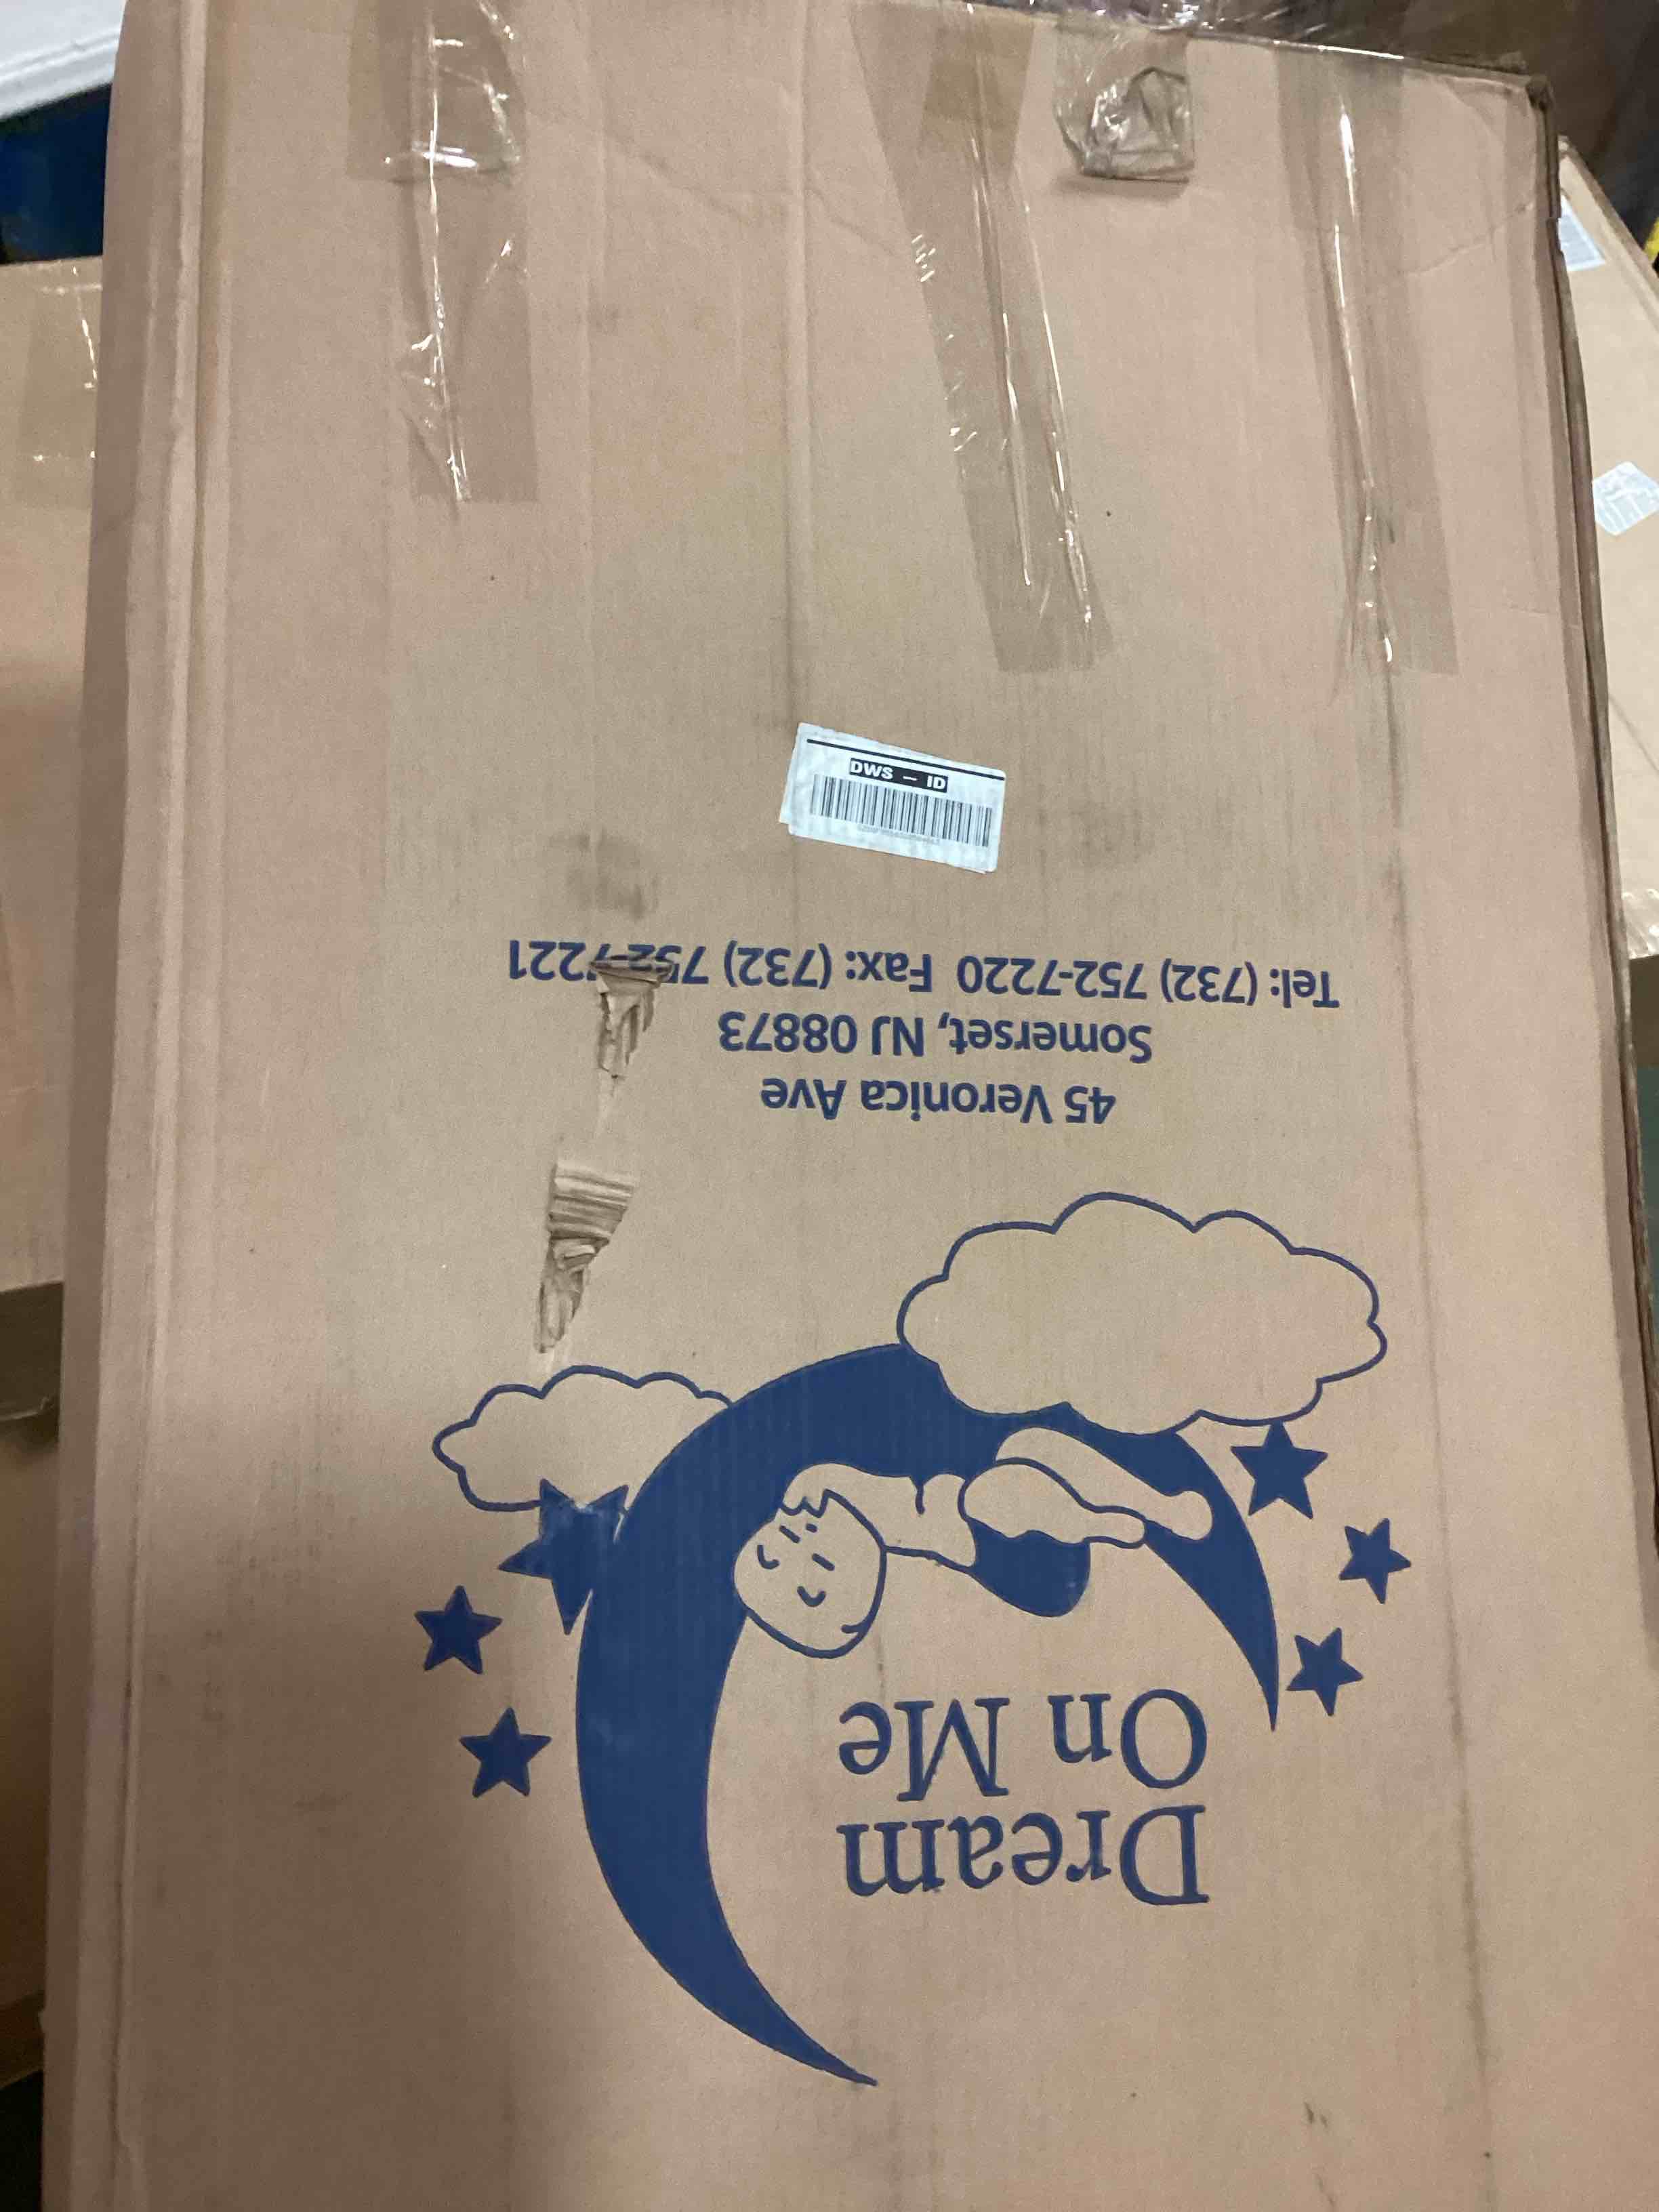 Dream
On Me
45 Veronica Ave
Somerset, NJ 08873
Tel: (732) 752-7220 Fax: (732) 752-7221
DWS - ID